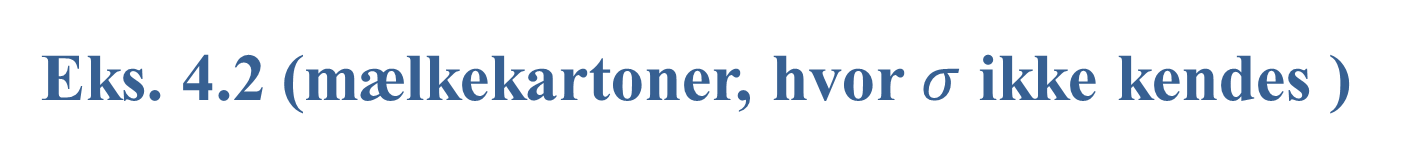 Eks. 4.2 (mælkekartoner, hvor σ ikke kendes )